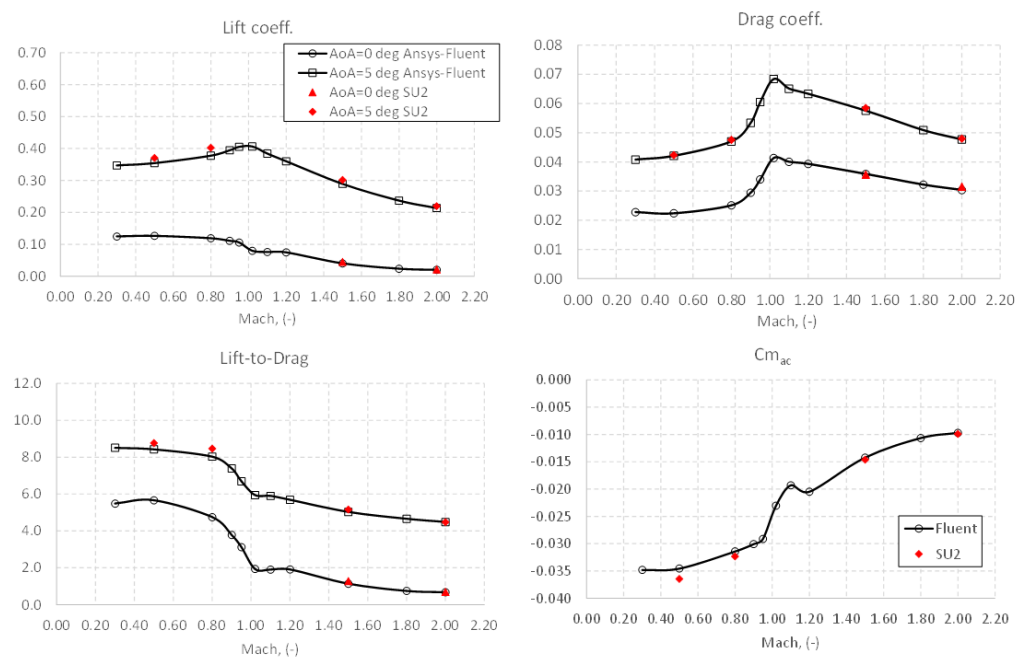 Lift coeff.
0.70
0.60
0.50
0.40
0.30
0.20
0.10
0.00
0.00 0.20 0.40 0.60 0.80 1.00 1.20 1.40 1.60 1.80 2.00 2.20
Mach, (-)
AoA=0 deg Ansys-Fluent
AoA=5 deg Ansys-Fluent
AoA=0 deg SU2
AoA=5 deg SU2
Drag coeff.
0.08
0.07
0.06
0.05
0.04
0.03
0.02
0.01
0.00
0.00 0.20 0.40 0.60 0.80 1.00 1.20 1.40 1.60 1.80 2.00 2.20
Mach, (-)
Lift-to-Drag
12.0
10.0
8.0
6.0
4.0
2.0
0.0
0.00 0.20 0.40 0.60 0.80 1.00 1.20 1.40 1.60 1.80 2.00 2.20
Mach, (-)
Cmac
0.000
-0.005
-0.010
-0.015
-0.020
-0.025
-0.030
-0.035
-0.040
0.00 0.20 0.40 0.60 0.80 1.00 1.20 1.40 1.60 1.80 2.00 2.20
Mach, (-)
Fluent
SU2